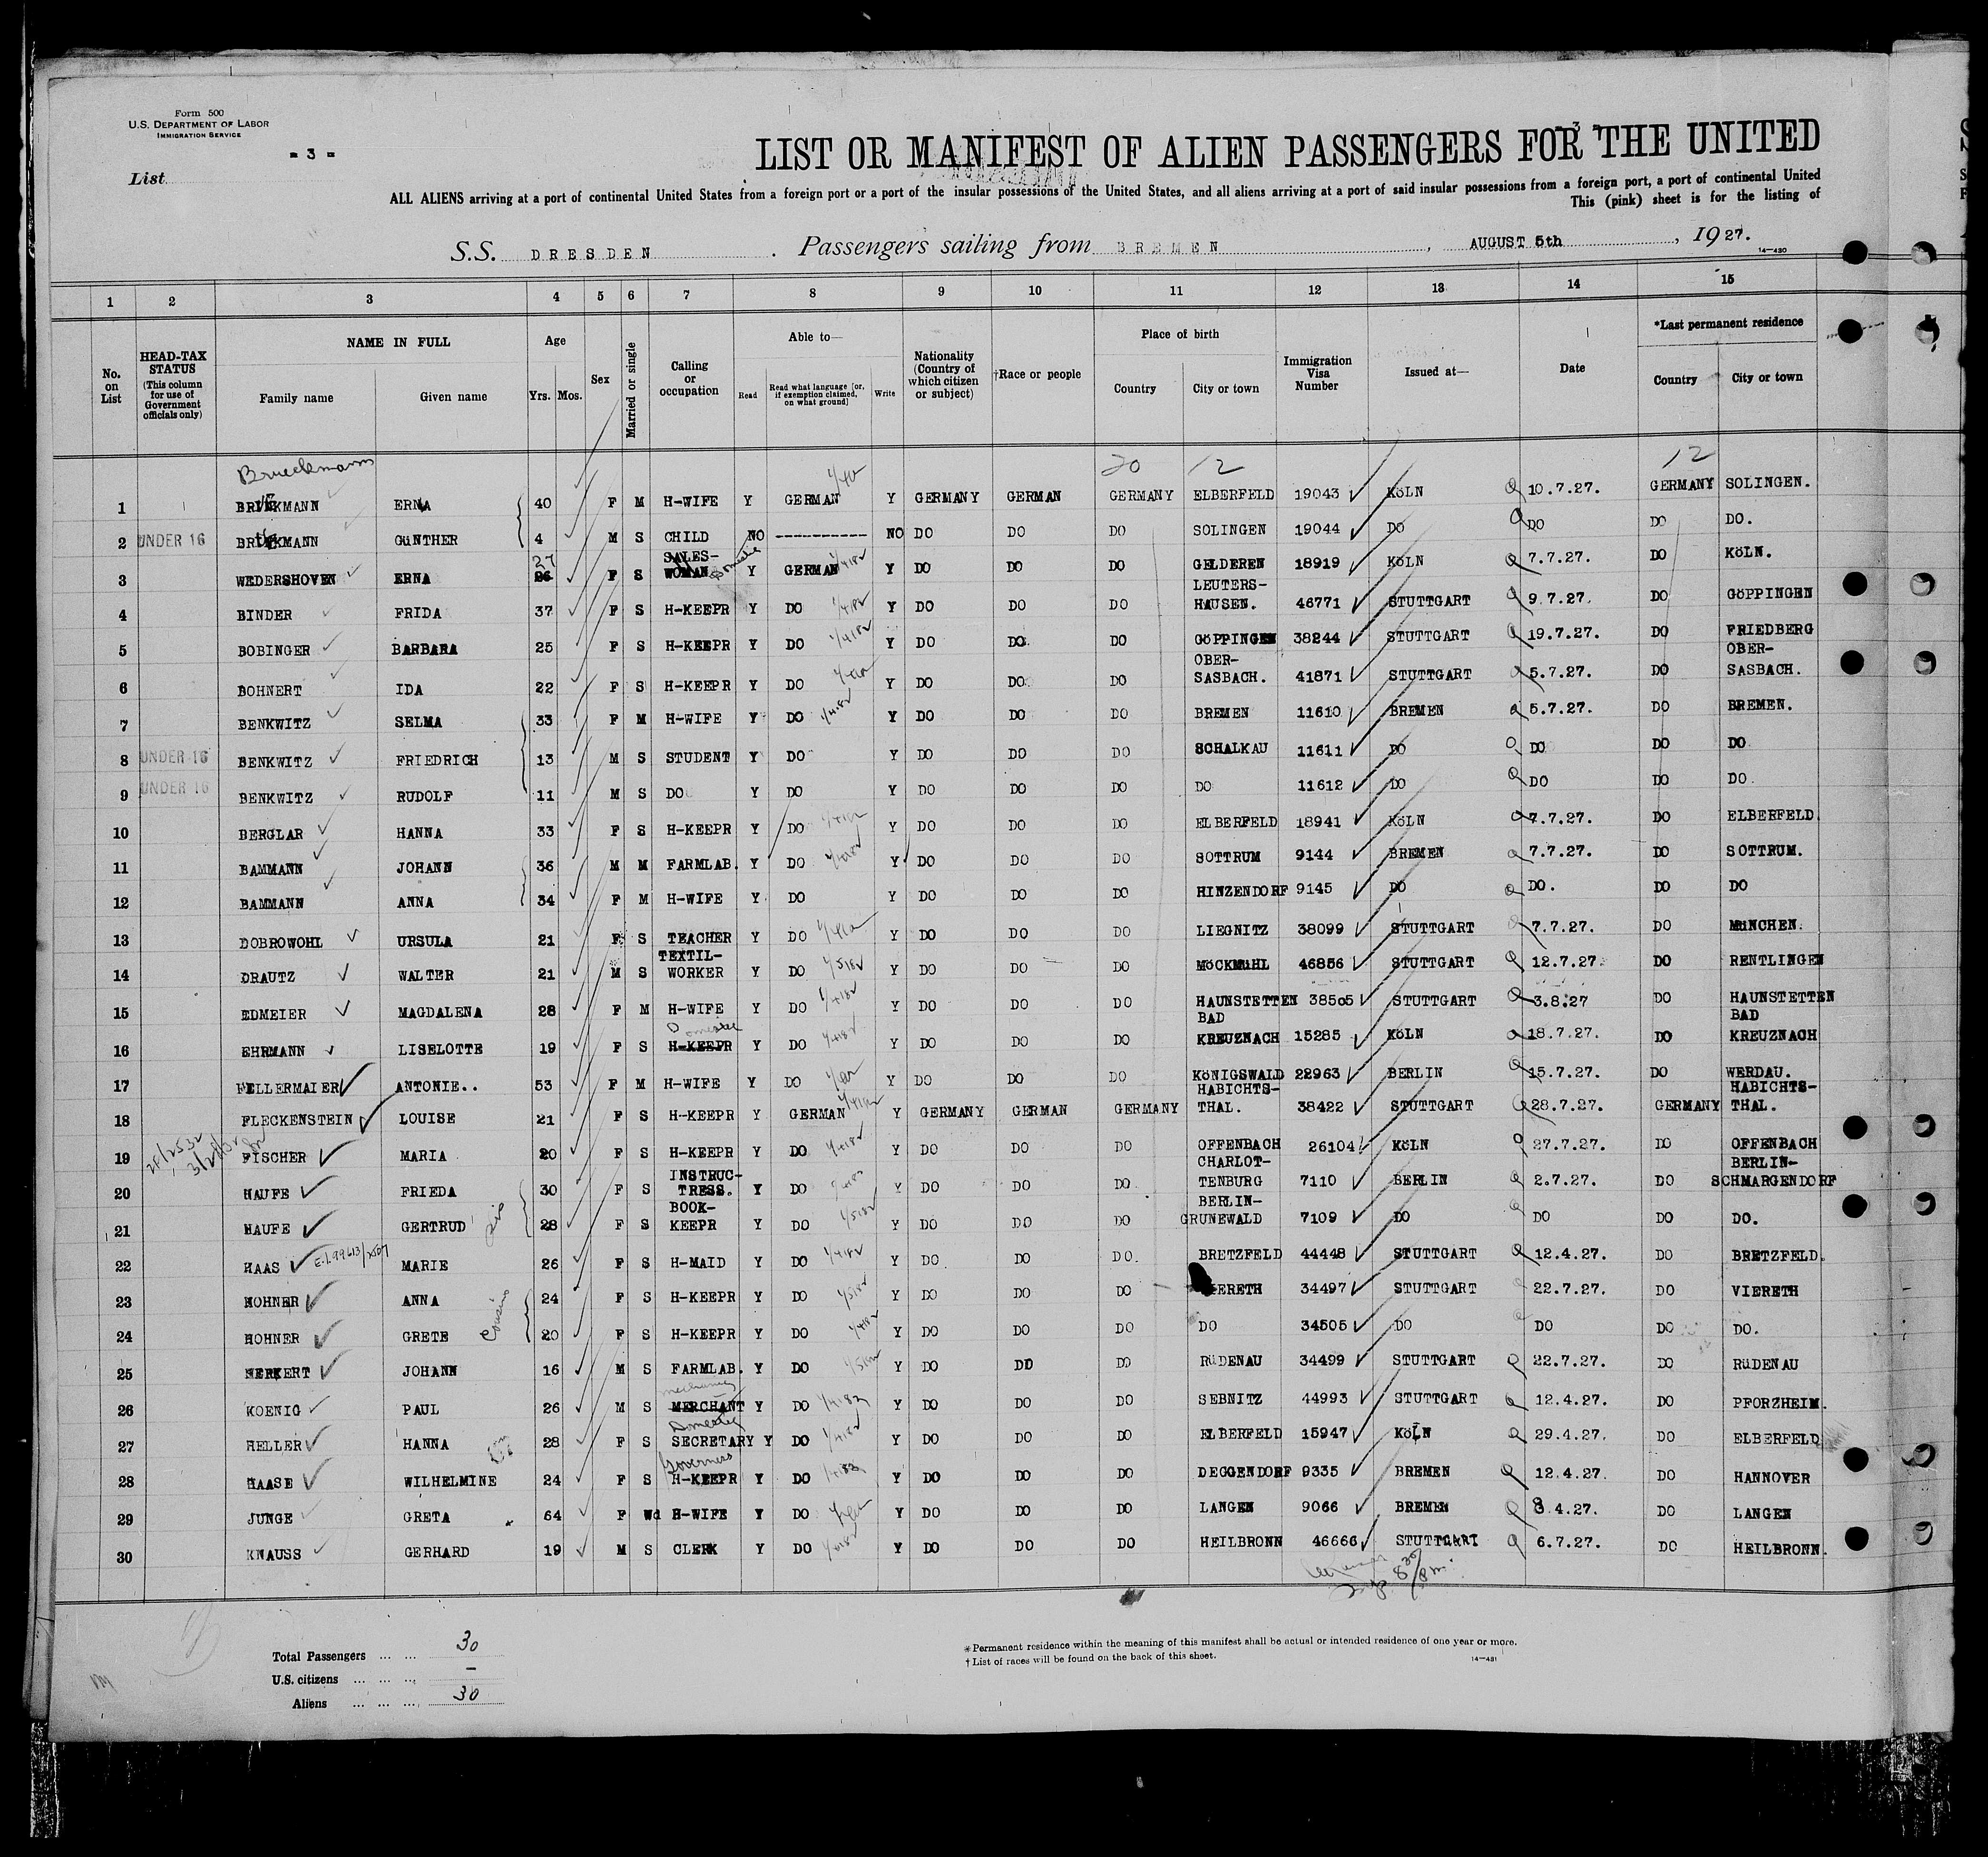 Form 500
U.S. DEPARTMENT OF LABOR
IMMIGRATION SERVICE
= 3 =
List
3
LIST OR MANIFEST OF ALIEN PASSENGERS FOR THE UNITED
ALL ALIENS arriving at a port of continental United States from a foreign port or a port of the insular possessions of the United States, and all aliens arriving at a port of said insular possessions from a foreign port, a port of continental United
This (pink) sheet is for the listing of
S.S. DRESDEN. Passengers sailing from BREMEN, AUGUST 5th, 1927.
14—430
1 2 3 4 5 6 7 8 9 10 11 12 13 14 15
No. on List
HEAD-TAX STATUS (This column for use of Government officials only)
NAME IN FULL
Family name Given name
Age
Yrs. Mos.
Sex
Married or single
Calling or occupation
Able to—
Read
Read what language [or, if exemption claimed, on what ground]
Write
Nationality (Country of which citizen or subject)
†Race or people
Place of birth
Country City or town
Immigration Visa Number
Issued at—
Date
*Last permanent residence
Country City or town
Brueckmann 20 12 12
1 BRINKMANN ERNA 40 F M H-WIFE Y GERMAN Y GERMANY GERMAN GERMANY ELBERFELD 19043 KöLN 10.7.27. GERMANY SOLINGEN.
2 UNDER 16 BRINKMANN GüNTHER 4 M S CHILD NO ----------- NO DO DO DO SOLINGEN 19044 DO DO DO DO.
3 WEDERSHOVEN ERNA 26 27 F S SALES-WOMAN Domestic Y GERMAN Y DO DO DO GELDEREN 18919 KöLN 7.7.27. DO KöLN.
4 BINDER FRIDA 37 F S H-KEEPR Y DO Y DO DO DO LEUTERS-HAUSEN. 46771 STUTTGART 9.7.27. DO GöPPINGEN
5 BOBINGER BARBARA 25 F S H-KEEPR Y DO Y DO DO. DO GöPPINGEN 38244 STUTTGART 19.7.27. DO FRIEDBERG
6 BOHNERT IDA 22 F S H-KEEPR Y DO Y DO DO. DO OBER-SASBACH. 41871 STUTTGART 5.7.27. DO OBER-SASBACH.
7 BENKWITZ SELMA 33 F M H-WIFE Y DO Y DO DO DO BREMEN 11610 BREMEN 5.7.27. DO BREMEN.
8 UNDER 16 BENKWITZ FRIEDRICH 13 M S STUDENT Y DO Y DO DO DO SCHALKAU 11611 DO DO DO DO
9 UNDER 16 BENKWITZ RUDOLF 11 M S DO Y DO Y DO DO DO DO 11612 DO DO DO DO.
10 BERGLAR HANNA 33 F S H-KEEPR Y DO Y DO DO DO ELBERFELD 18941 KöLN 7.7.27. DO ELBERFELD
11 BAMMANN JOHANN 36 M M FARMLAB. Y DO Y DO DO DO SOTTRUM 9144 BREMEN 7.7.27. DO SOTTRUM.
12 BAMMANN ANNA 34 F M H-WIFE Y DO Y DO DO DO HINZENDORF 9145 DO DO. DO DO
13 DOBROWOHL URSULA 21 F S TEACHER Y DO Y DO DO DO LIEGNITZ 38099 STUTTGART 7.7.27. DO MüNCHEN.
14 DRAUTZ WALTER 21 M S TEXTIL-WORKER Y DO Y DO DO DO MöCKMüHL 46856 STUTTGART 12.7.27. DO RENTLINGEN
15 EDMEIER MAGDALENA 28 F M H-WIFE Y DO Y DO DO DO HAUNSTETTEN 38505 STUTTGART 3.8.27 DO HAUNSTETTEN
16 EHRMANN LISELOTTE 19 F S H-KEEPR Domestic Y DO Y DO DO DO BAD KREUZNACH 15285 KöLN 18.7.27. DO BAD KREUZNACH
17 FELLERMAIER ANTONIE.. 53 F M H-WIFE Y DO Y DO DO DO KöNIGSWALD 22963 BERLIN 15.7.27. DO WERDAU.
18 FLECKENSTEIN LOUISE 21 F S H-KEEPR Y GERMAN Y GERMANY GERMAN GERMANY HABICHTS-THAL. 38422 STUTTGART 28.7.27. GERMANY HABICHTS-THAL.
19 FISCHER MARIA 20 F S H-KEEPR Y DO Y DO DO DO OFFENBACH 26104 KöLN 27.7.27. DO OFFENBACH
20 HAUFE FRIEDA 30 F S INSTRUC-TRESS. Y DO Y DO DO DO. CHARLOT-TENBURG 7110 BERLIN 2.7.27. DO BERLIN-SCHMARGENDORF
21 HAUFE GERTRUD 28 F S BOOK-KEEPR Y DO Y DO DO DO BERLIN-GRUNEWALD 7109 DO DO DO DO.
22 HAAS MARIE 26 F S H-MAID Y DO Y DO. DO DO. BRETZFELD 44448 STUTTGART 12.4.27. DO BRETZFELD.
23 HOHNER ANNA Cousins 24 F S H-KEEPR Y DO Y DO DO DO ERETH 34497 STUTTGART 22.7.27. DO VIERETH
24 HOHNER GRETE 20 F S H-KEEPR Y DO Y DO DO DO DO 34505 DO DO DO DO.
25 HERKERT JOHANN 16 M S FARMLAB. Y DO Y DO DO DO RüDENAU 34499 STUTTGART 22.7.27. DO RüDENAU
26 KOENIG PAUL 26 M S MERCHANT mechanic Y DO Y DO DO DO SEBNITZ 44993 STUTTGART 12.4.27. DO PFORZHEIM.
27 HELLER HANNA 28 F S SECRETARY Domestic Y DO Y DO DO DO ELBERFELD 15947 KöLN 29.4.27. DO ELBERFELD
28 HAASE WILHELMINE 24 F S H-KEEPR Governess Y DO Y DO DO DO DEGGENDORF 9335 BREMEN 12.4.27. DO HANNOVER
29 JUNGE GRETA 64 F Wd H-WIFE Y DO Y DO DO DO LANGEN 9066 BREMEN 3.4.27. DO LANGEN
30 KNAUSS GERHARD 19 M S CLERK Y DO Y DO DO DO HEILBRONN 46666 STUTTGART 6.7.27. DO HEILBRONN.
Total Passengers ... ... 30
U.S. citizens ... ... ... —
Aliens ... ... ... 30
*Permanent residence within the meaning of this manifest shall be actual or intended residence of one year or more.
†List of races will be found on the back of this sheet.
14—431